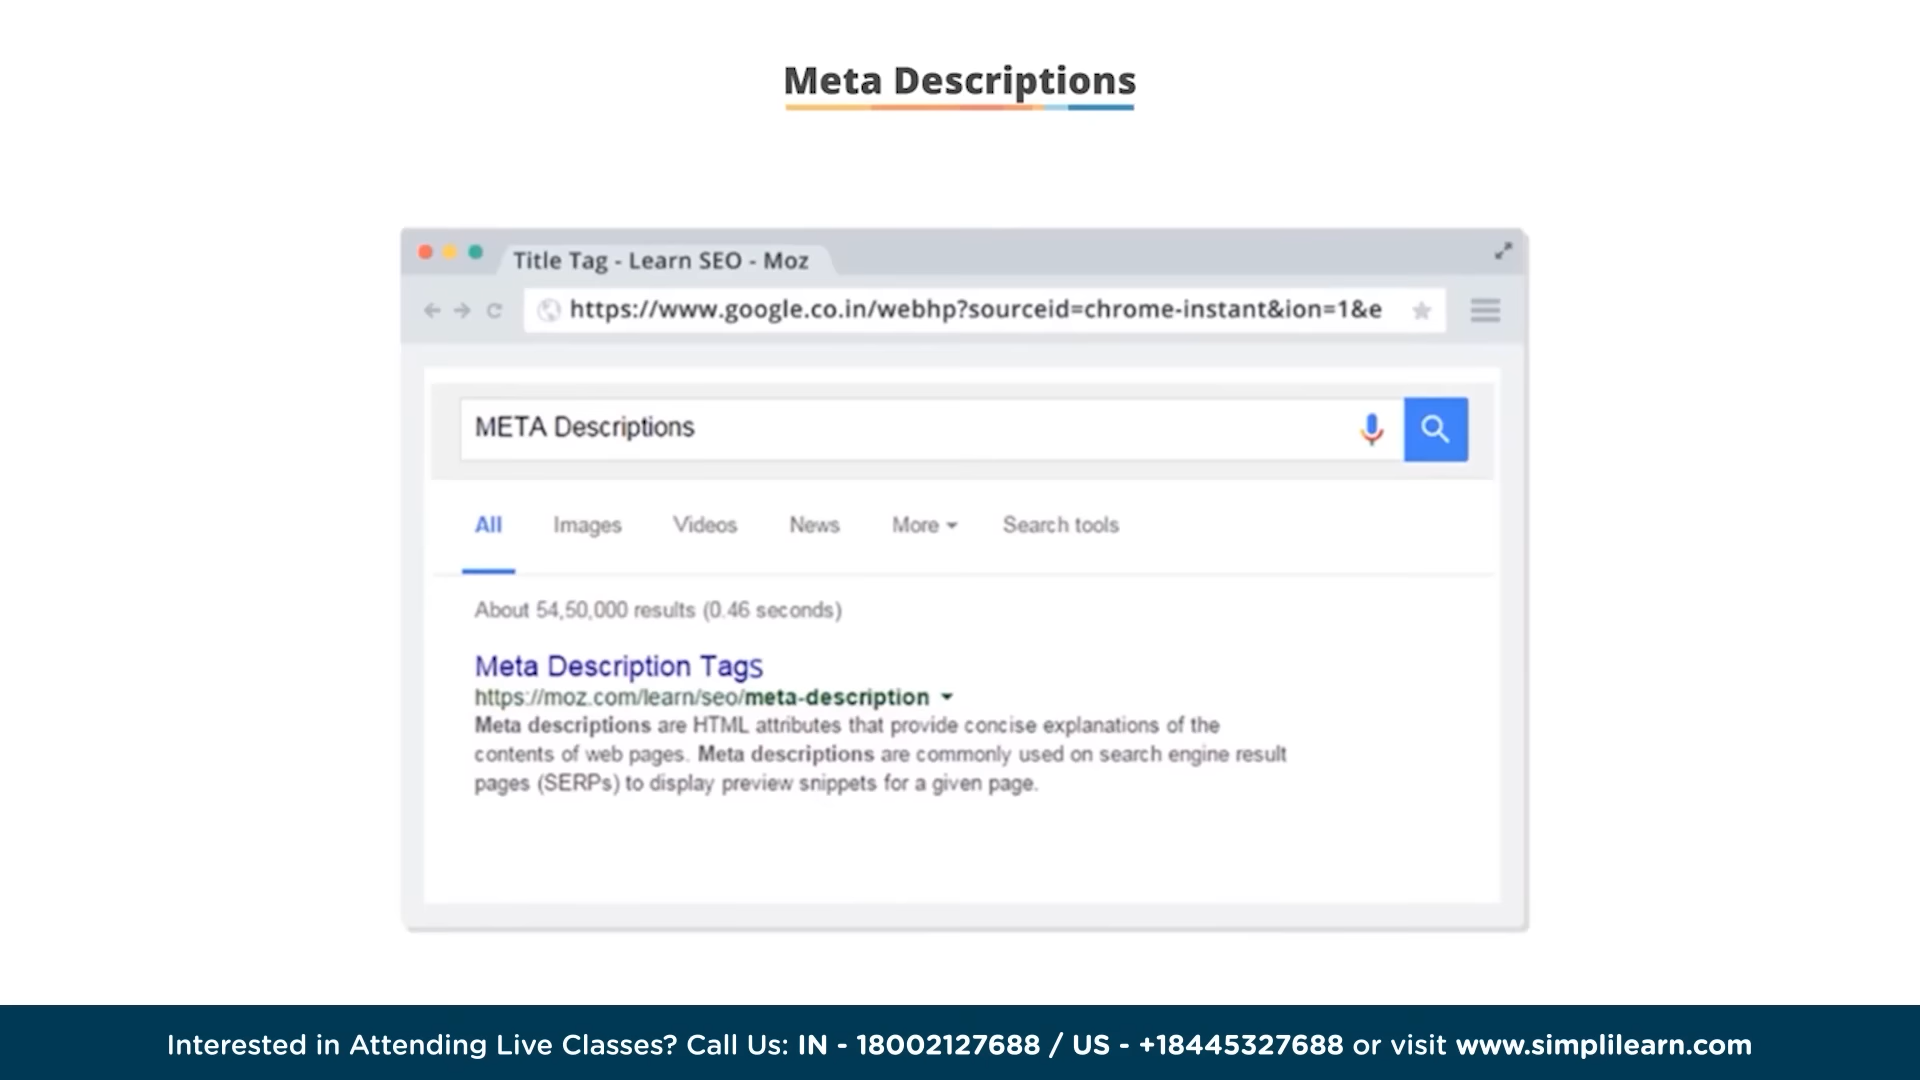 Meta Descriptions
Title Tag - Learn SEO - Moz
https://www.google.co.in/webhp?sourceid=chrome-instant&ion=1&e
META Descriptions
All Images Videos News More Search tools
About 54,50,000 results (0.46 seconds)
Meta Description Tags
https://moz.com/learn/seo/meta-description
Meta descriptions are HTML attributes that provide concise explanations of the
contents of web pages. Meta descriptions are commonly used on search engine result
pages (SERPs) to display preview snippets for a given page.
Interested in Attending Live Classes? Call Us: IN - 18002127688 / US - +18445327688 or visit www.simplilearn.com